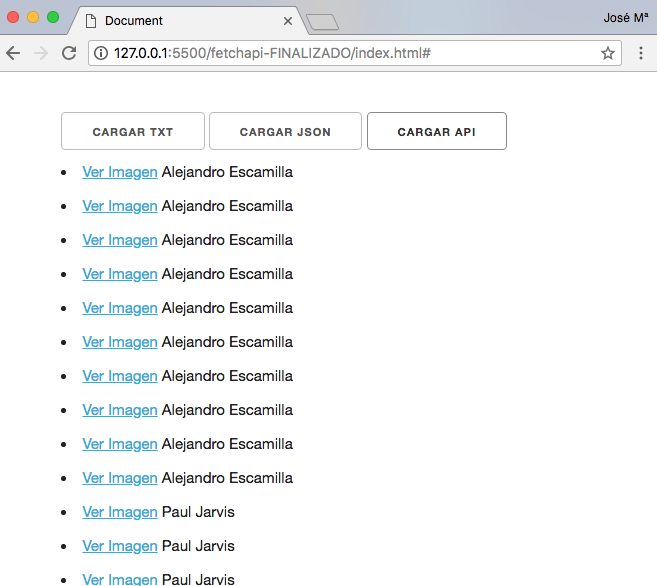 Document
José Mª
127.0.0.1:5500/fetchapi-FINALIZADO/index.html#
CARGAR TXT CARGAR JSON CARGAR API
Ver Imagen Alejandro Escamilla
Ver Imagen Alejandro Escamilla
Ver Imagen Alejandro Escamilla
Ver Imagen Alejandro Escamilla
Ver Imagen Alejandro Escamilla
Ver Imagen Alejandro Escamilla
Ver Imagen Alejandro Escamilla
Ver Imagen Alejandro Escamilla
Ver Imagen Alejandro Escamilla
Ver Imagen Alejandro Escamilla
Ver Imagen Paul Jarvis
Ver Imagen Paul Jarvis
Ver Imagen Paul Jarvis